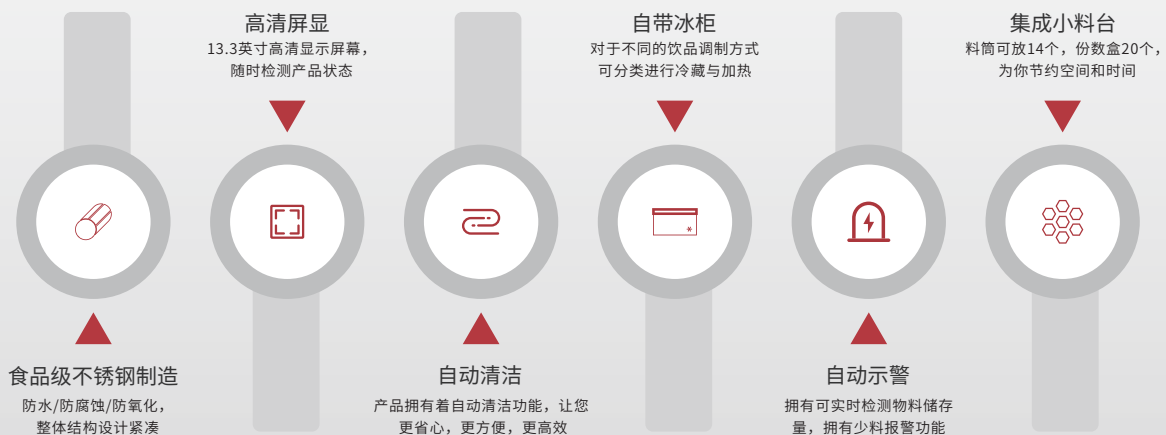 高清屏显
13.3英寸高清显示屏幕，
随时检测产品状态
自带冰柜
对于不同的饮品调制方式
可分类进行冷藏与加热
集成小料台
料筒可放14个，份数盒20个，
为你节约空间和时间
食品级不锈钢制造
防水/防腐蚀/防氧化，
整体结构设计紧凑
自动清洁
产品拥有着自动清洁功能，让您
更省心，更方便，更高效
自动示警
拥有可实时检测物料储存
量，拥有少料报警功能